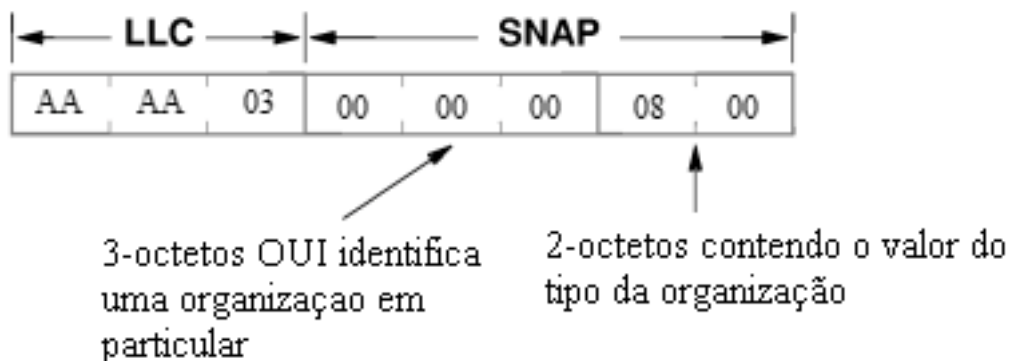 LLC SNAP
AA AA 03 00 00 00 08 00
3-octetos OUI identifica
uma organizaçao em
particular
2-octetos contendo o valor do
tipo da organização